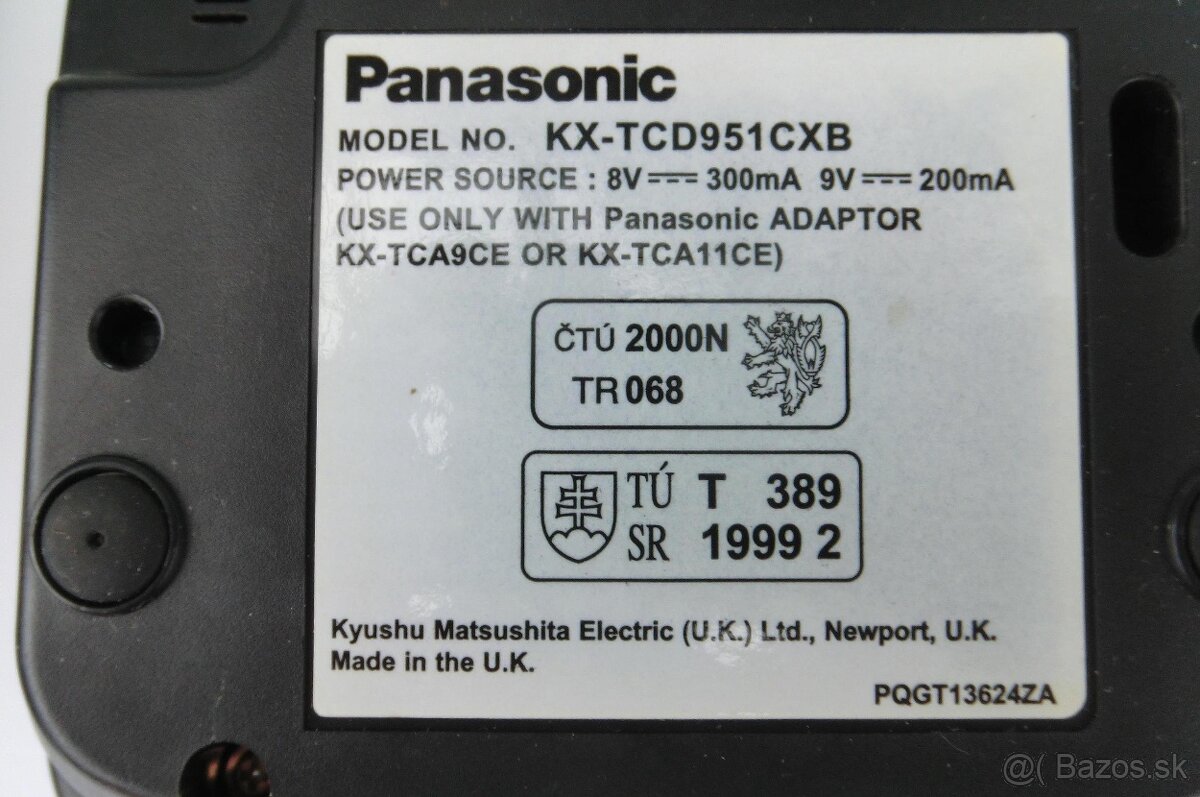 Panasonic
MODEL NO. KX-TCD951CXB
POWER SOURCE : 8V⎓300mA 9V⎓200mA
(USE ONLY WITH Panasonic ADAPTOR
KX-TCA9CE OR KX-TCA11CE)
ČTÚ 2000N
TR 068
TÚ T 389
SR 1999 2
Kyushu Matsushita Electric (U.K.) Ltd., Newport, U.K.
Made in the U.K.
PQGT13624ZA
@( Bazos.sk